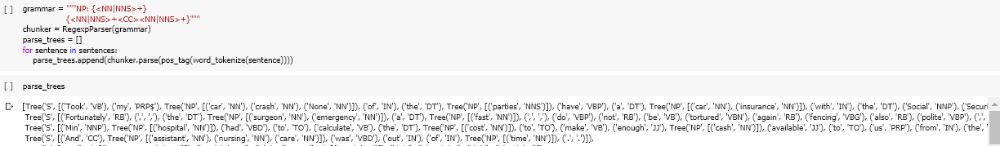 [ ] grammar = """NP: {<NN|NNS>+}
{<NN|NNS>+<CC><NN|NNS>+}"""
chunker = RegexpParser(grammar)
parse_trees = []
for sentence in sentences:
parse_trees.append(chunker.parse(pos_tag(word_tokenize(sentence))))
[ ] parse_trees
[Tree('S', [('Took', 'VB'), ('my', 'PRP$'), Tree('NP', [('car', 'NN'), ('crash', 'NN'), ('None', 'NN')]), ('of', 'IN'), ('the', 'DT'), Tree('NP', [('parties', 'NNS')]), ('have', 'VBP'), ('a', 'DT'), Tree('NP', [('car', 'NN'), ('insurance', 'NN')]), ('with', 'IN'), ('the', 'DT'), ('Social', 'NNP'), ('Secur
Tree('S', [('Fortunately', 'RB'), (',', ','), ('the', 'DT'), Tree('NP', [('surgeon', 'NN'), ('emergency', 'NN')]), ('a', 'DT'), Tree('NP', [('fast', 'NN')]), (',', ','), ('do', 'VBP'), ('not', 'RB'), ('be', 'VB'), ('tortured', 'VBN'), ('again', 'RB'), ('fencing', 'VBG'), ('also', 'RB'), ('polite', 'VBP'), (',',
Tree('S', [('Min', 'NNP'), Tree('NP', [('hospital', 'NN')]), ('had', 'VBD'), ('to', 'TO'), ('calculate', 'VB'), ('the', 'DT'), Tree('NP', [('cost', 'NN')]), ('to', 'TO'), ('make', 'VB'), ('enough', 'JJ'), Tree('NP', [('cash', 'NN')]), ('available', 'JJ'), ('to', 'TO'), ('us', 'PRP'), ('from', 'IN'), ('the', '
Tree('S', [('And', 'CC'), Tree('NP', [('assistant', 'NN'), ('nursing', 'NN'), ('care', 'NN')]), ('was', 'VBD'), ('out', 'IN'), ('of', 'IN'), Tree('NP', [('time', 'NN')]), ('.', '.')]),